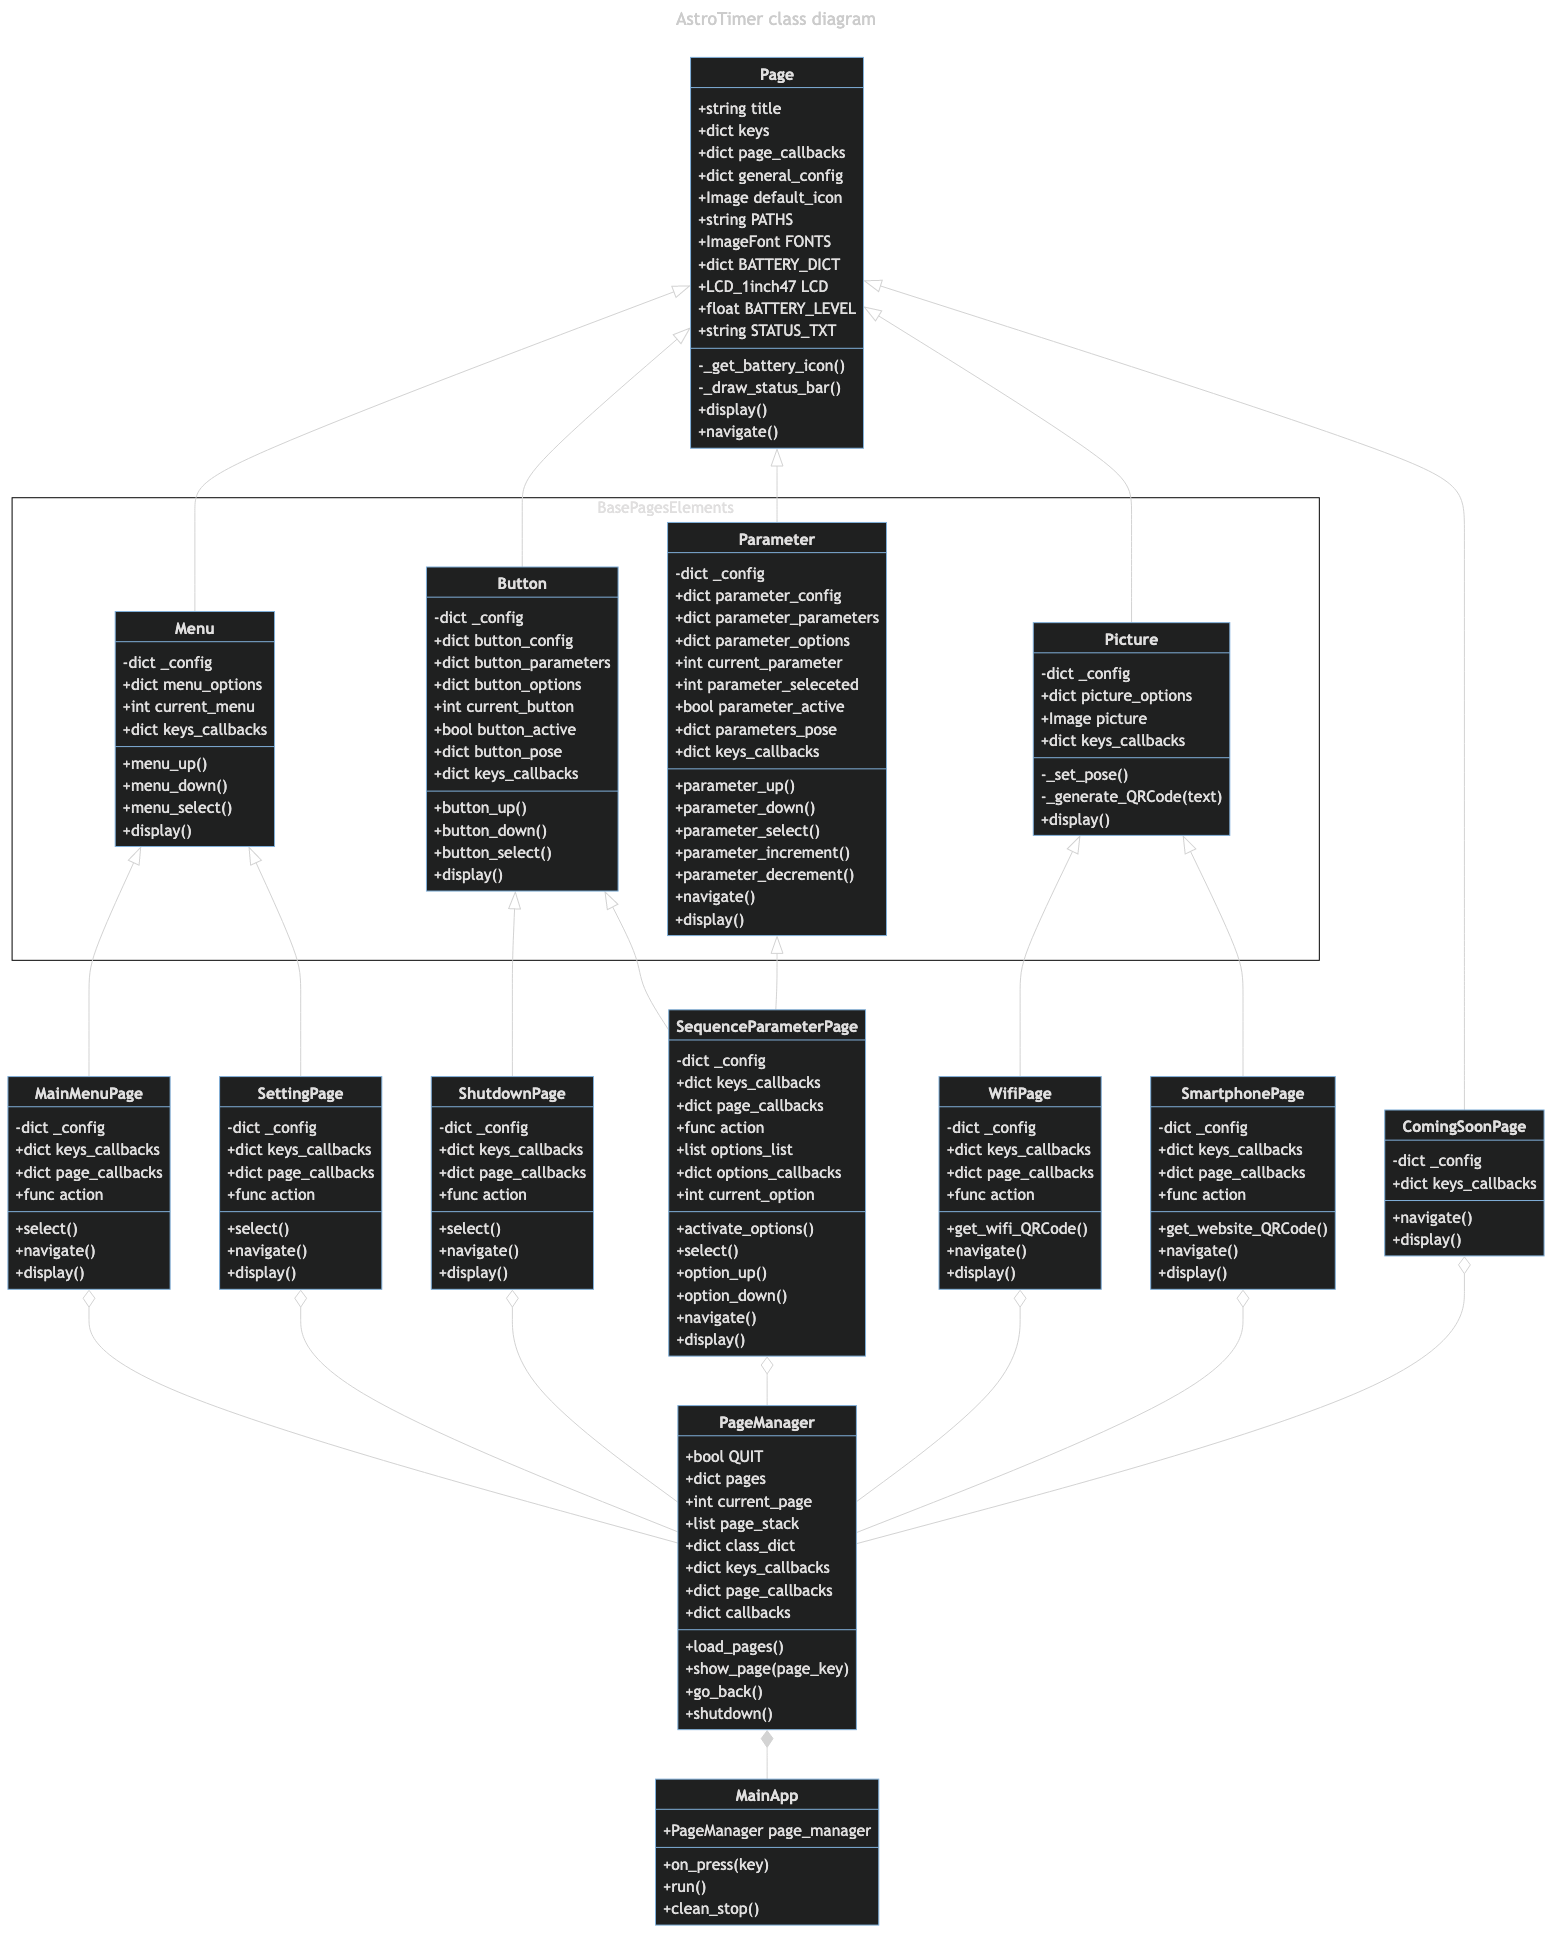 AstroTimer class diagram
Page
+string title
+dict keys
+dict page_callbacks
+dict general_config
+Image default_icon
+string PATHS
+ImageFont FONTS
+dict BATTERY_DICT
+LCD_1inch47 LCD
+float BATTERY_LEVEL
+string STATUS_TXT
-_get_battery_icon()
-_draw_status_bar()
+display()
+navigate()
BasePagesElements
Menu
-dict _config
+dict menu_options
+int current_menu
+dict keys_callbacks
+menu_up()
+menu_down()
+menu_select()
+display()
Button
-dict _config
+dict button_config
+dict button_parameters
+dict button_options
+int current_button
+bool button_active
+dict button_pose
+dict keys_callbacks
+button_up()
+button_down()
+button_select()
+display()
Parameter
-dict _config
+dict parameter_config
+dict parameter_parameters
+dict parameter_options
+int current_parameter
+int parameter_seleceted
+bool parameter_active
+dict parameters_pose
+dict keys_callbacks
+parameter_up()
+parameter_down()
+parameter_select()
+parameter_increment()
+parameter_decrement()
+navigate()
+display()
Picture
-dict _config
+dict picture_options
+Image picture
+dict keys_callbacks
-_set_pose()
-_generate_QRCode(text)
+display()
MainMenuPage
-dict _config
+dict keys_callbacks
+dict page_callbacks
+func action
+select()
+navigate()
+display()
SettingPage
-dict _config
+dict keys_callbacks
+dict page_callbacks
+func action
+select()
+navigate()
+display()
ShutdownPage
-dict _config
+dict keys_callbacks
+dict page_callbacks
+func action
+select()
+navigate()
+display()
SequenceParameterPage
-dict _config
+dict keys_callbacks
+dict page_callbacks
+func action
+list options_list
+dict options_callbacks
+int current_option
+activate_options()
+select()
+option_up()
+option_down()
+navigate()
+display()
WifiPage
-dict _config
+dict keys_callbacks
+dict page_callbacks
+func action
+get_wifi_QRCode()
+navigate()
+display()
SmartphonePage
-dict _config
+dict keys_callbacks
+dict page_callbacks
+func action
+get_website_QRCode()
+navigate()
+display()
ComingSoonPage
-dict _config
+dict keys_callbacks
+navigate()
+display()
PageManager
+bool QUIT
+dict pages
+int current_page
+list page_stack
+dict class_dict
+dict keys_callbacks
+dict page_callbacks
+dict callbacks
+load_pages()
+show_page(page_key)
+go_back()
+shutdown()
MainApp
+PageManager page_manager
+on_press(key)
+run()
+clean_stop()